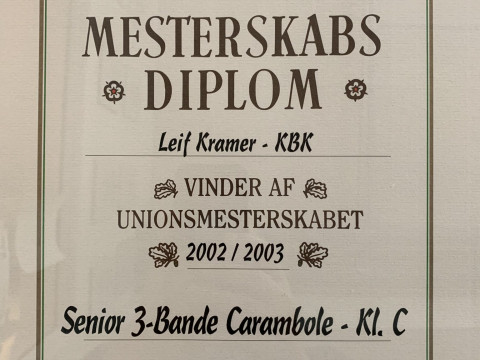 MESTERSKABS
DIPLOM
Leif Kramer - KBK
VINDER AF
UNIONSMESTERSKABET
2002 / 2003
Senior 3-Bande Carambole - Kl. C